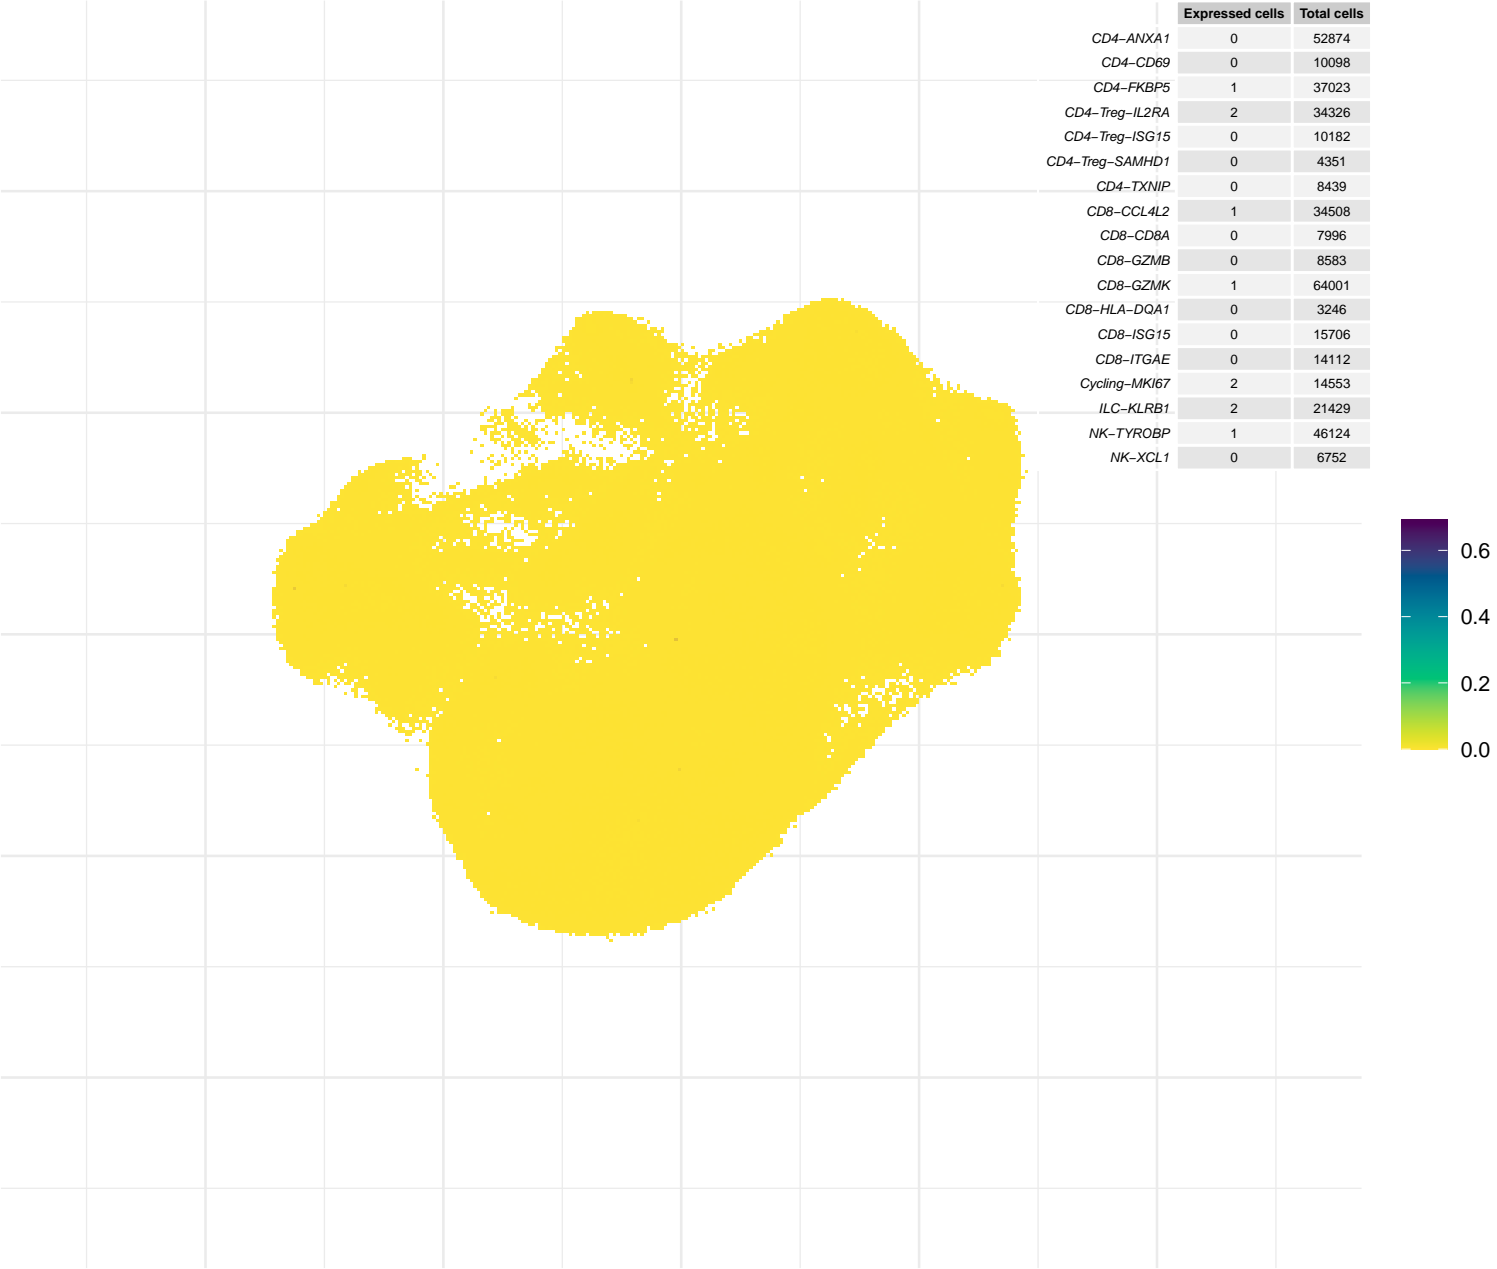 Expressed cells Total cells
CD4−ANXA1 0 52874
CD4−CD69 0 10098
CD4−FKBP5 1 37023
CD4−Treg−IL2RA 2 34326
CD4−Treg−ISG15 0 10182
CD4−Treg−SAMHD1 0 4351
CD4−TXNIP 0 8439
CD8−CCL4L2 1 34508
CD8−CD8A 0 7996
CD8−GZMB 0 8583
CD8−GZMK 1 64001
CD8−HLA−DQA1 0 3246
CD8−ISG15 0 15706
CD8−ITGAE 0 14112
Cycling−MKI67 2 14553
ILC−KLRB1 2 21429
NK−TYROBP 1 46124
NK−XCL1 0 6752
0.6
0.4
0.2
0.0